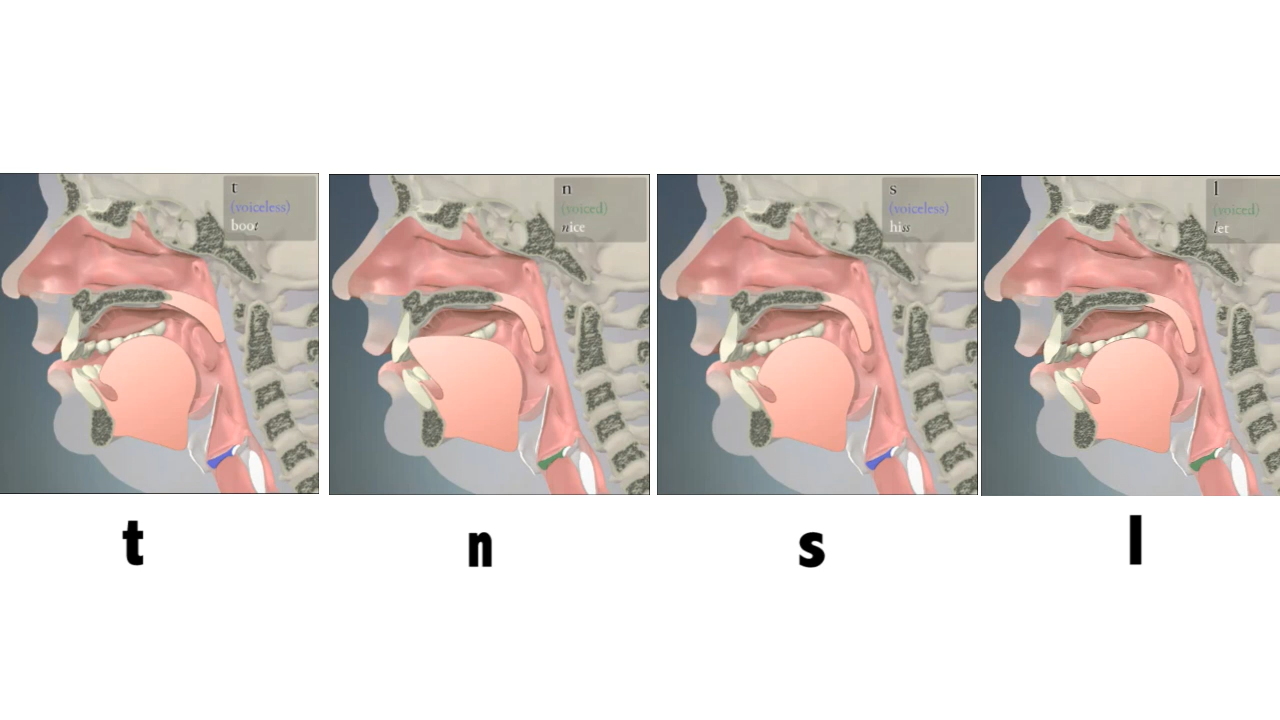 t
(voiceless)
boot
n
(voiced)
nice
s
(voiceless)
hiss
l
(voiced)
let
t
n
s
l